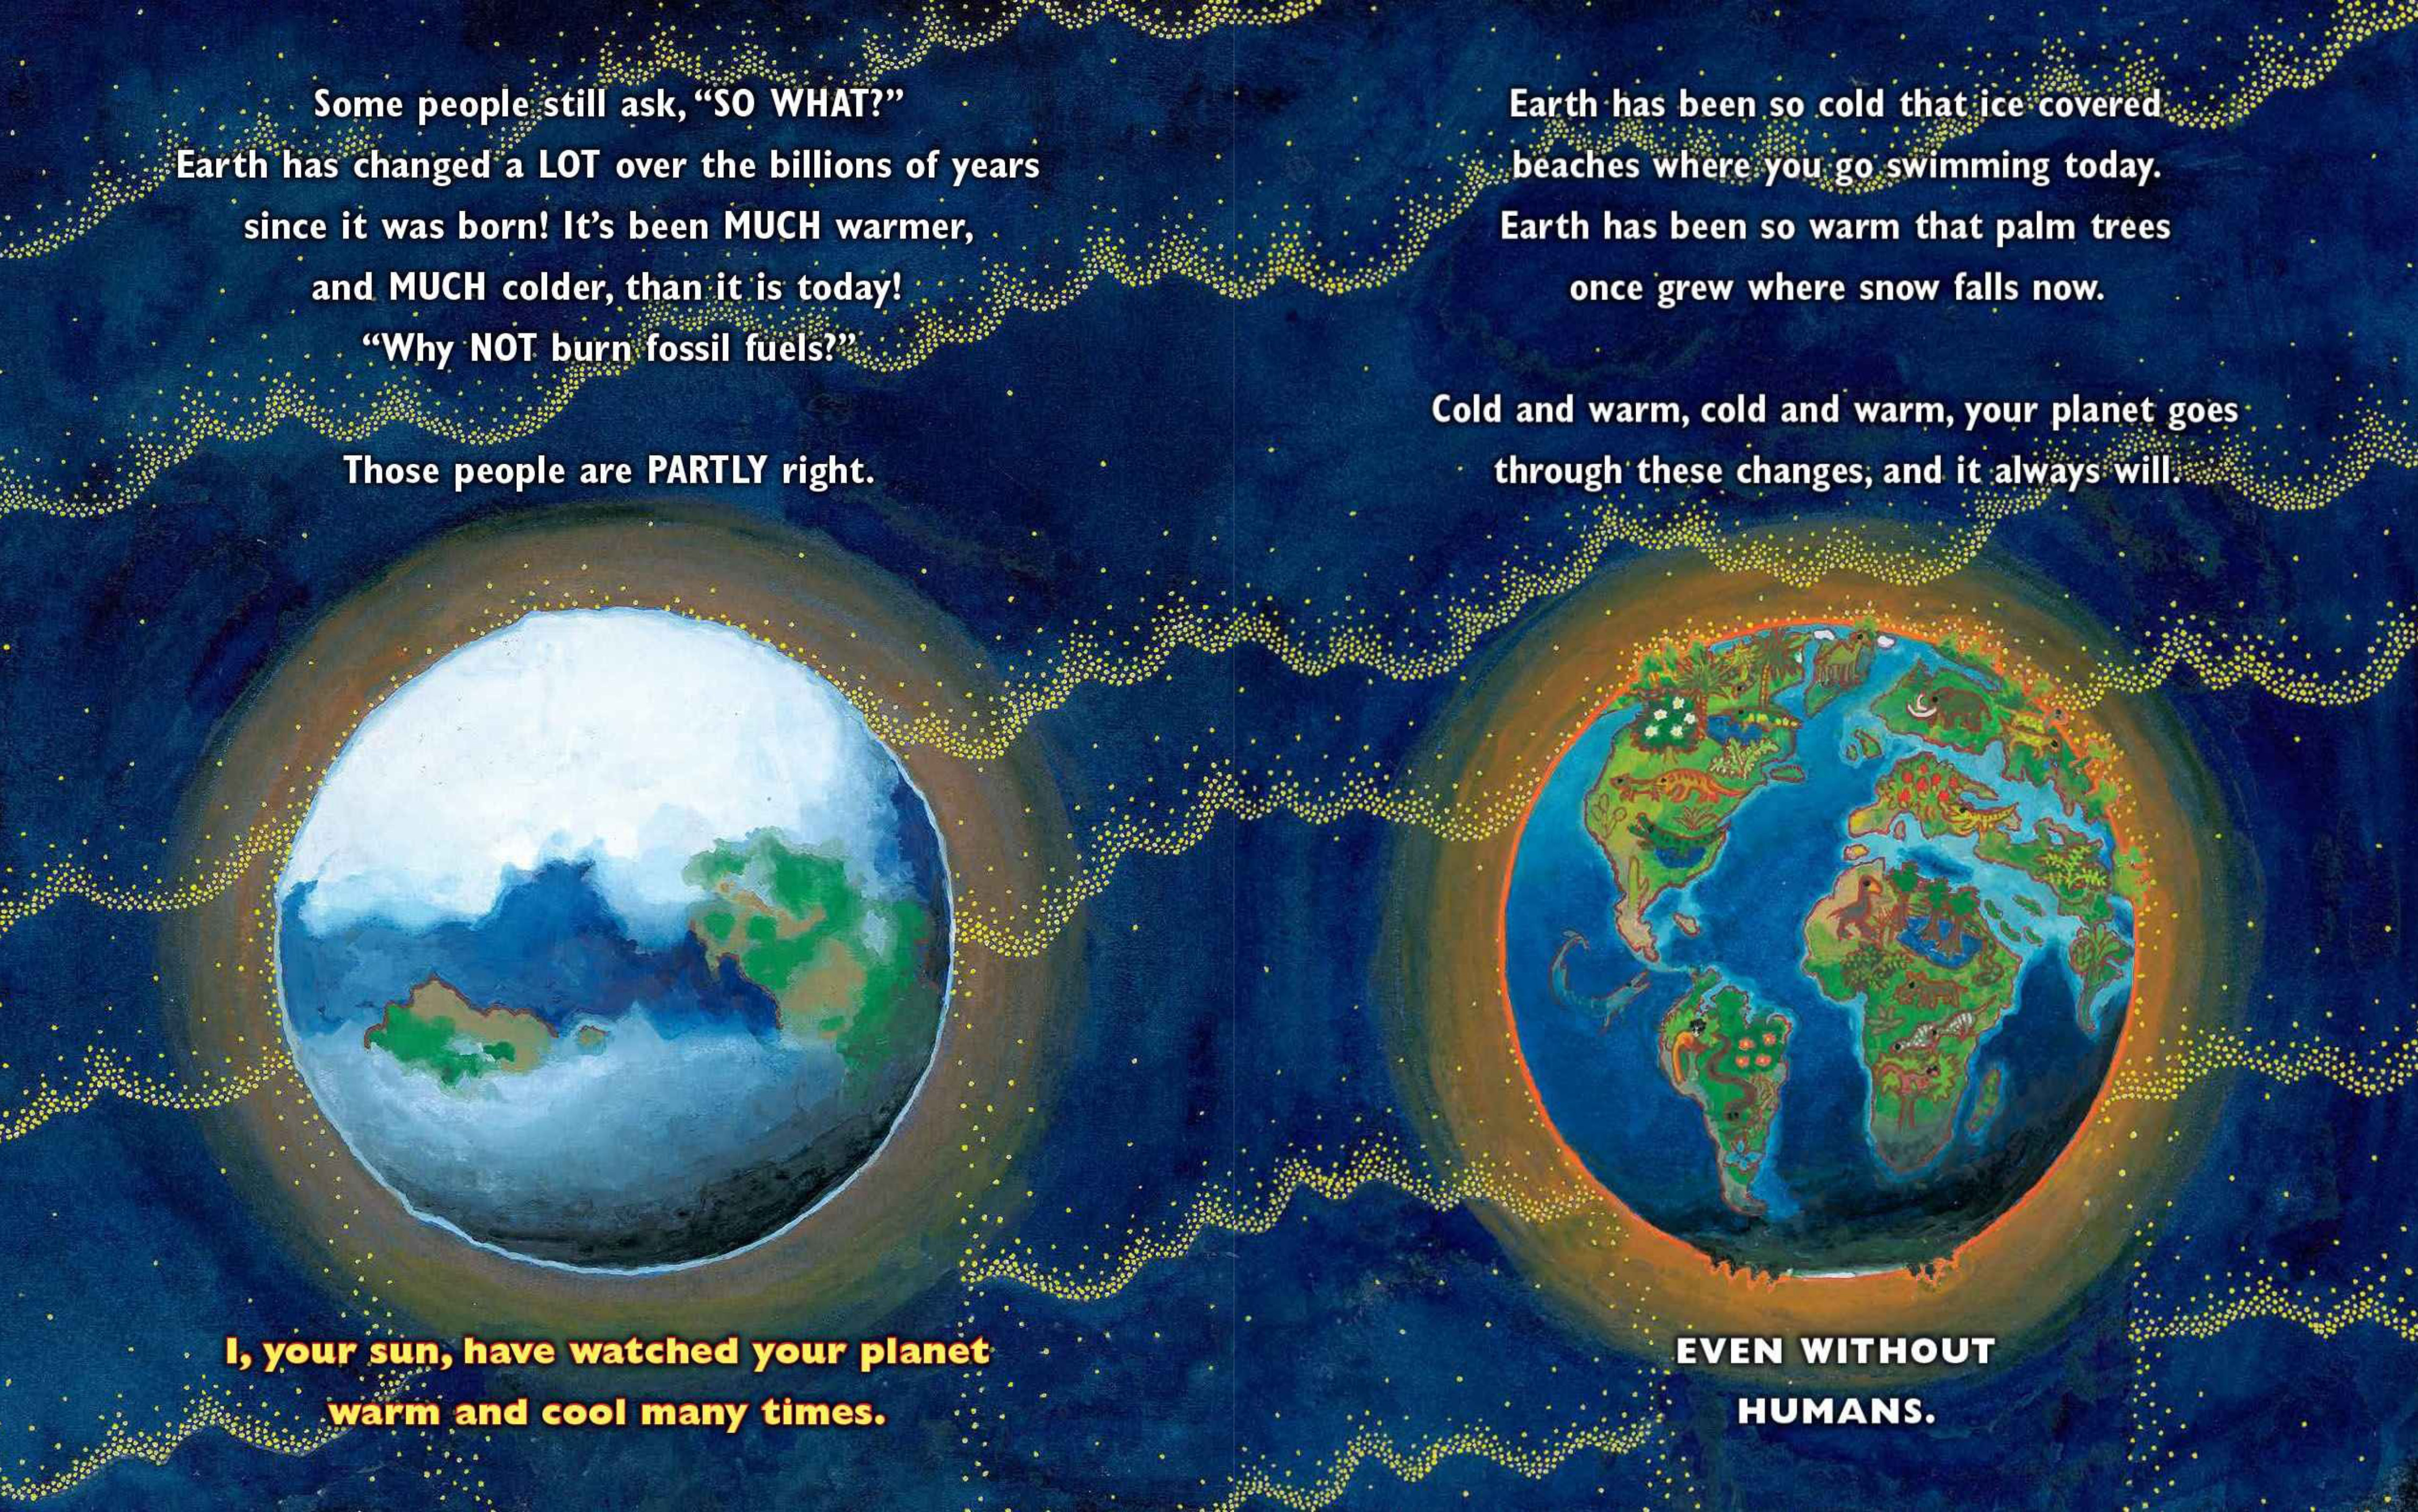 Some people still ask, “SO WHAT?”
Earth has changed a LOT over the billions of years
since it was born! It’s been MUCH warmer,
and MUCH colder, than it is today!
“Why NOT burn fossil fuels?”
Those people are PARTLY right.
I, your sun, have watched your planet
warm and cool many times.
Earth has been so cold that ice covered
beaches where you go swimming today.
Earth has been so warm that palm trees
once grew where snow falls now.
Cold and warm, cold and warm, your planet goes
through these changes, and it always will.
EVEN WITHOUT
HUMANS.